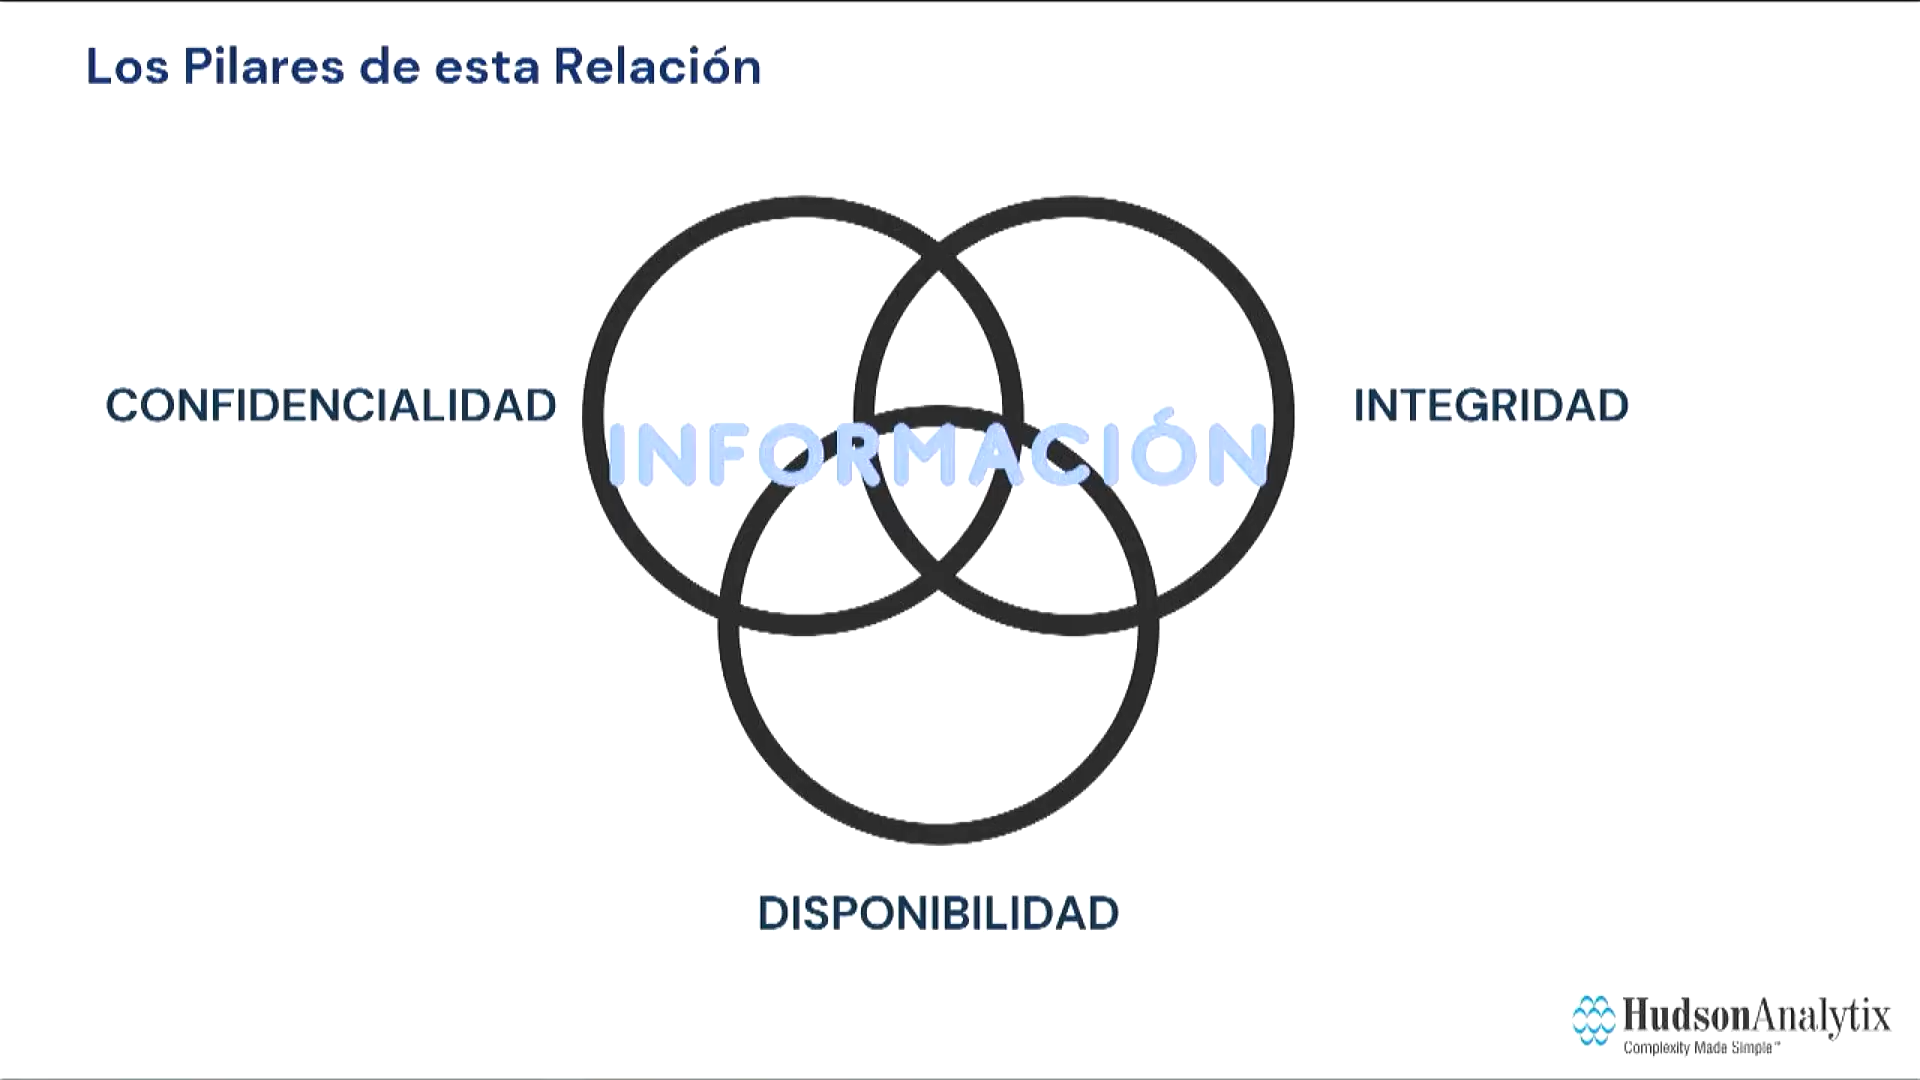 Los Pilares de esta Relación
CONFIDENCIALIDAD
INTEGRIDAD
INFORMACIÓN
DISPONIBILIDAD
HudsonAnalytix
Complexity Made Simple™